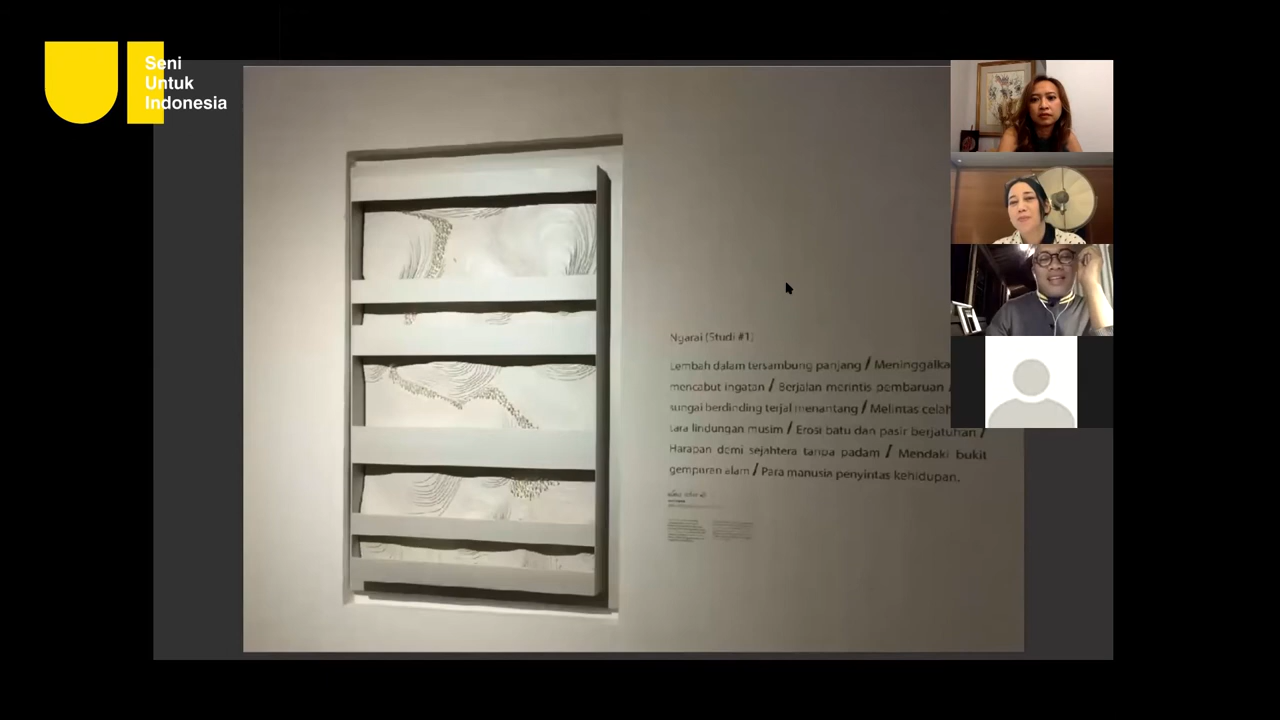 Seni
Untuk
Indonesia
Ngarai (Studi #1)
Lembah dalam tersambung panjang / Meninggalka
mencabut ingatan / Berjalan merintis pembaruan /
sungai berdinding terjal menantang / Melintas celah
tara lindungan musim / Erosi batu dan pasir berjatuhan /
Harapan demi sejahtera tanpa padam / Mendaki bukit
gempuran alam / Para manusia penyintas kehidupan.